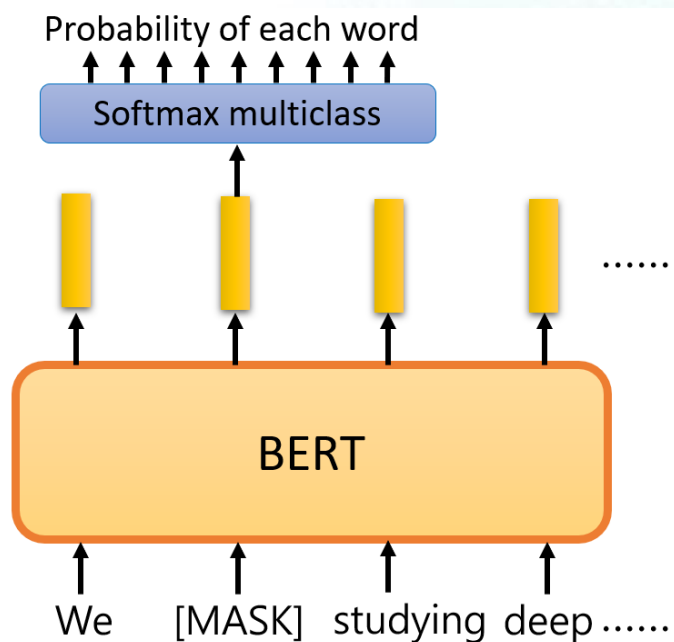 Probability of each word
Softmax multiclass
......
BERT
We [MASK] studying deep ......